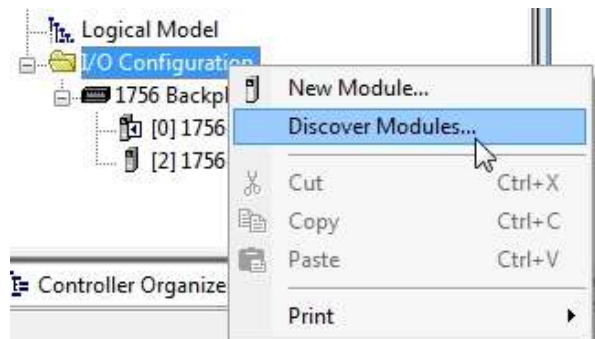 Logical Model
I/O Configuration
1756 Backpl
[0] 1756
[2] 1756
Controller Organize
New Module...
Discover Modules...
Cut Ctrl+X
Copy Ctrl+C
Paste Ctrl+V
Print